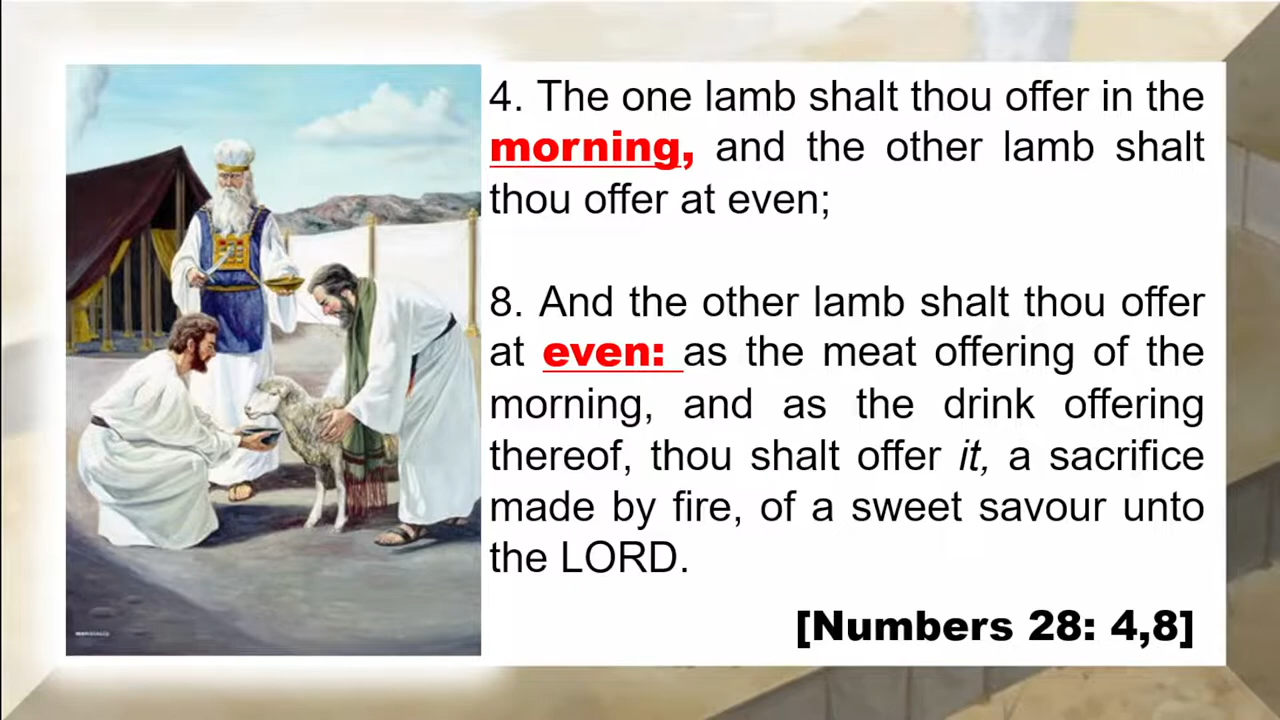 4. The one lamb shalt thou offer in the
morning, and the other lamb shalt
thou offer at even;
8. And the other lamb shalt thou offer
at even: as the meat offering of the
morning, and as the drink offering
thereof, thou shalt offer it, a sacrifice
made by fire, of a sweet savour unto
the LORD.
[Numbers 28: 4,8]